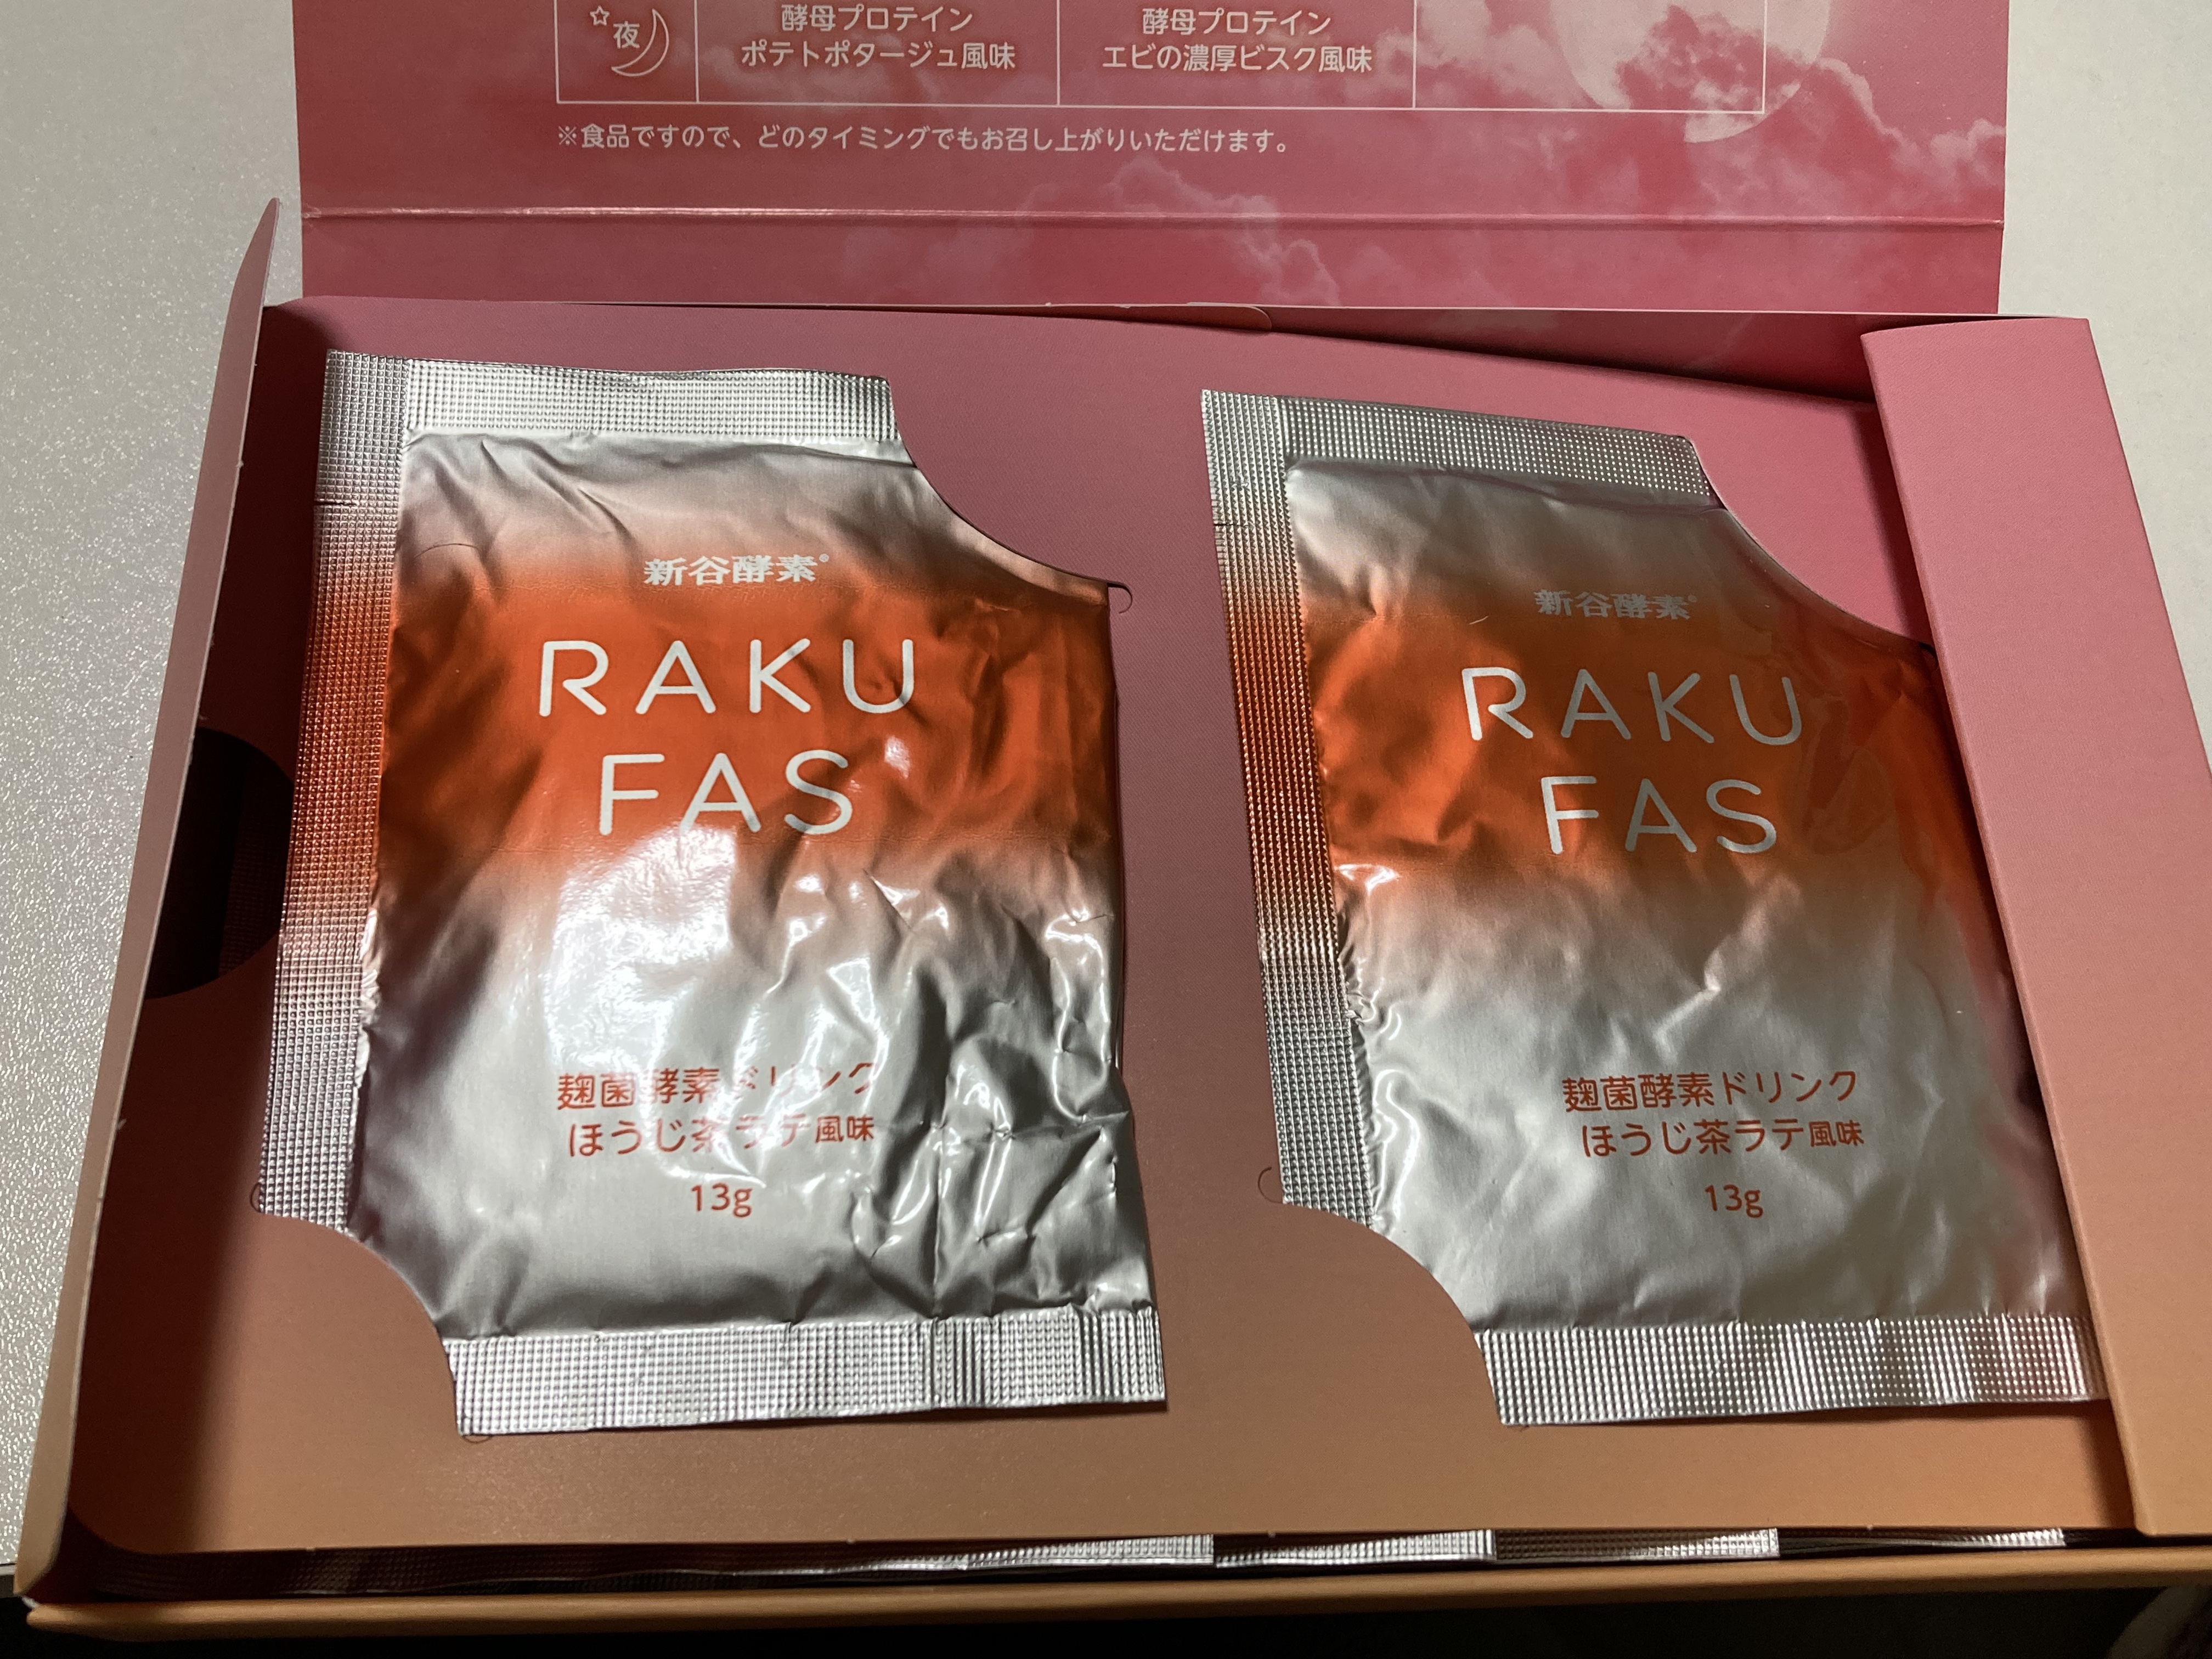 夜
酵母プロテイン
ポテトポタージュ風味
酵母プロテイン
エビの濃厚ビスク風味
※食品ですので、どのタイミングでもお召し上がりいただけます。
新谷酵素®
RAKU
FAS
麹菌酵素ドリンク
ほうじ茶ラテ風味
13g
新谷酵素®
RAKU
FAS
麹菌酵素ドリンク
ほうじ茶ラテ風味
13g